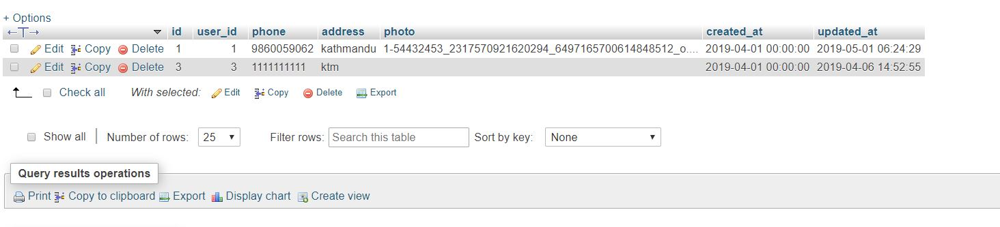 + Options
←T→ ▼ id user_id phone address photo created_at updated_at
Edit Copy Delete 1 1 9860059062 kathmandu 1-54432453_2317570921620294_6497165700614848512_o.... 2019-04-01 00:00:00 2019-05-01 06:24:29
Edit Copy Delete 3 3 1111111111 ktm 2019-04-01 00:00:00 2019-04-06 14:52:55
Check all With selected: Edit Copy Delete Export
Show all Number of rows: 25 Filter rows: Search this table Sort by key: None
Query results operations
Print Copy to clipboard Export Display chart Create view